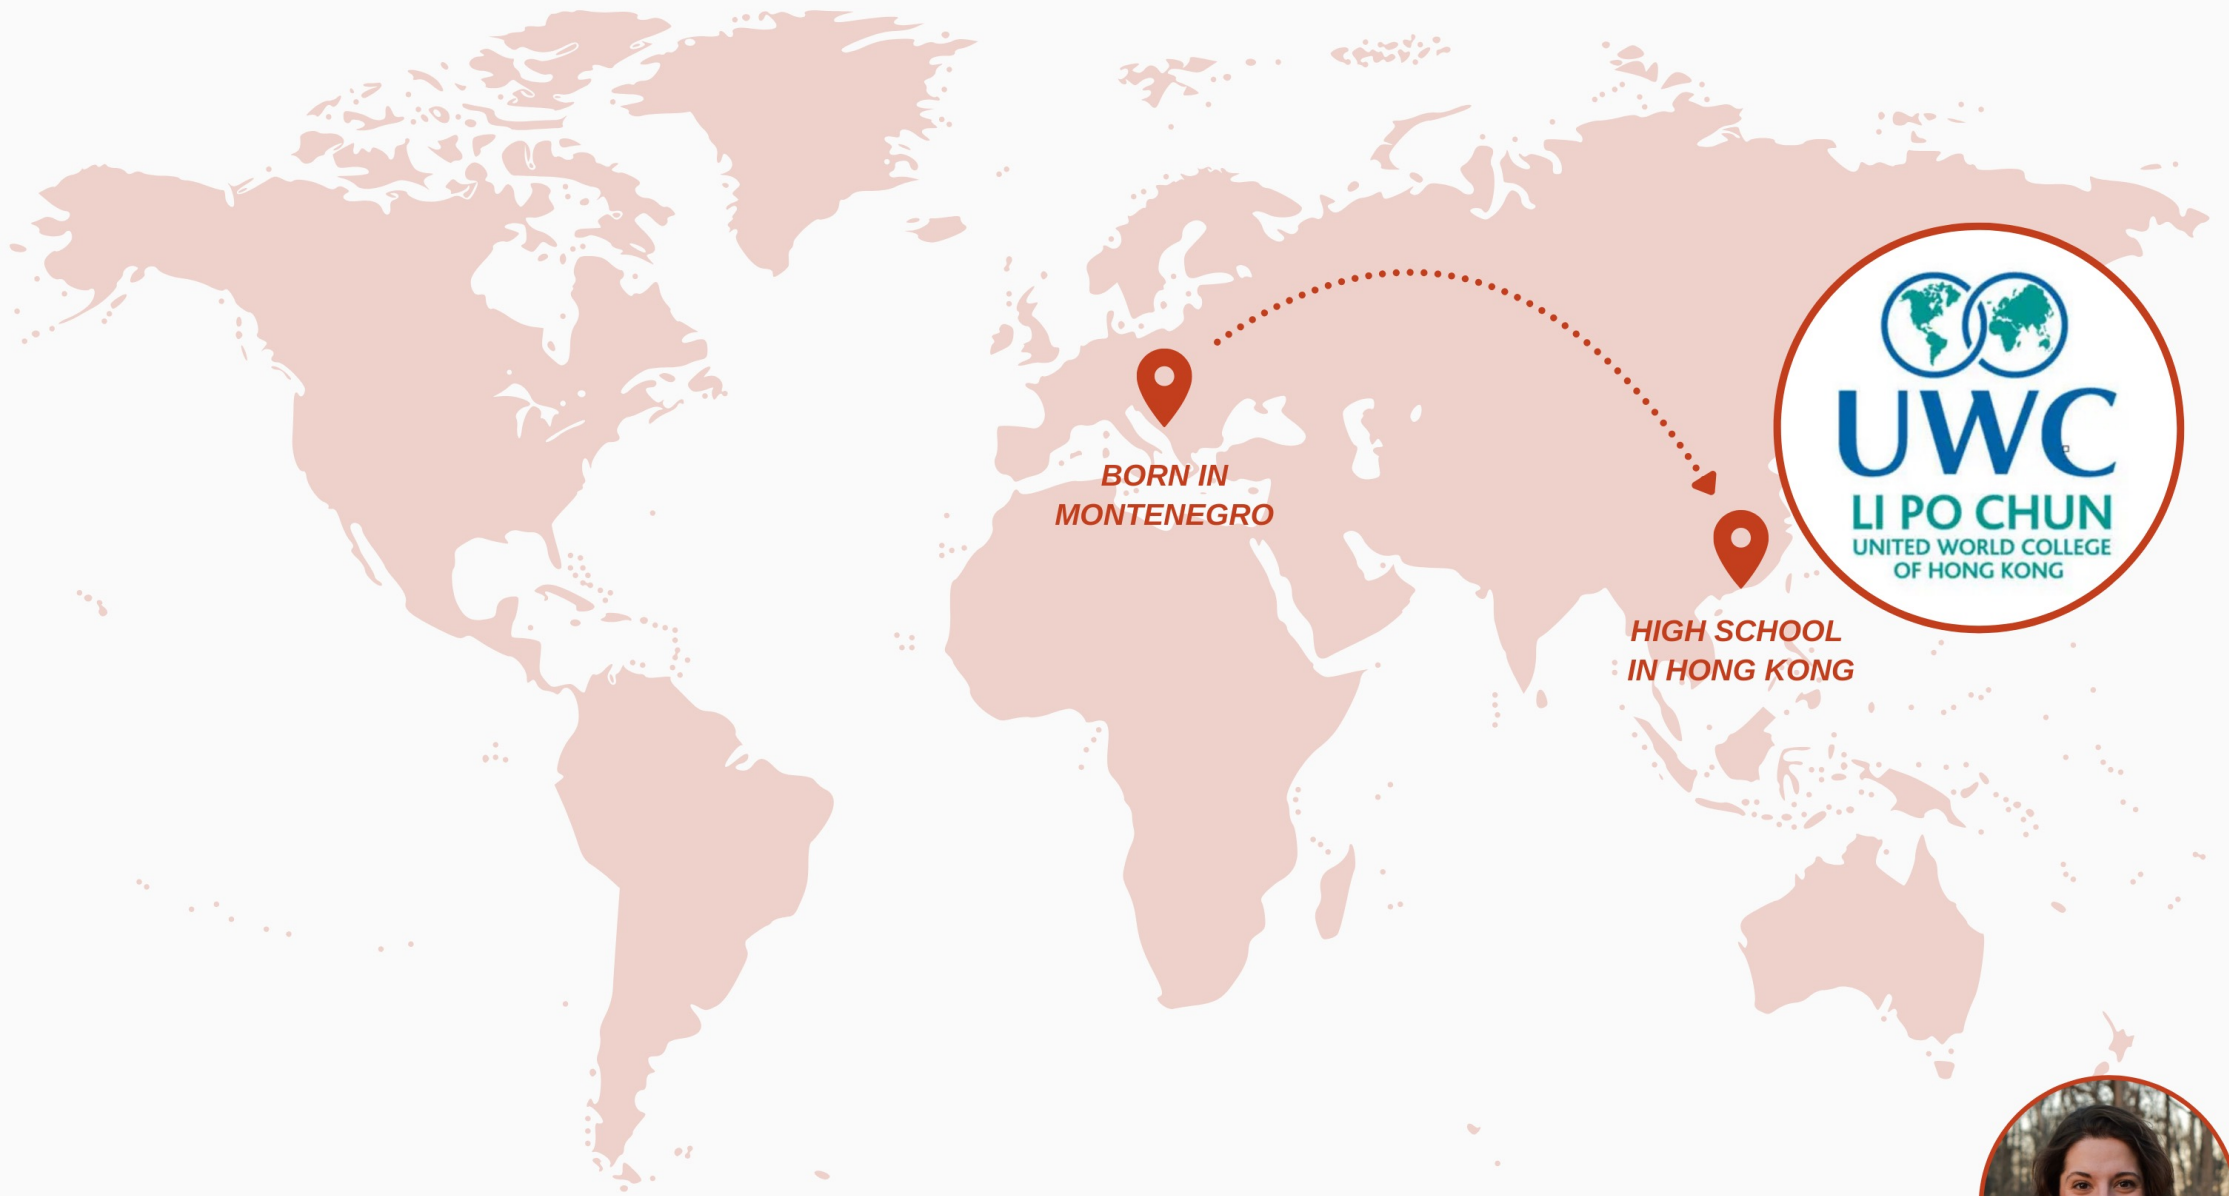 BORN IN
MONTENEGRO
HIGH SCHOOL
IN HONG KONG
UWC
LI PO CHUN
UNITED WORLD COLLEGE
OF HONG KONG